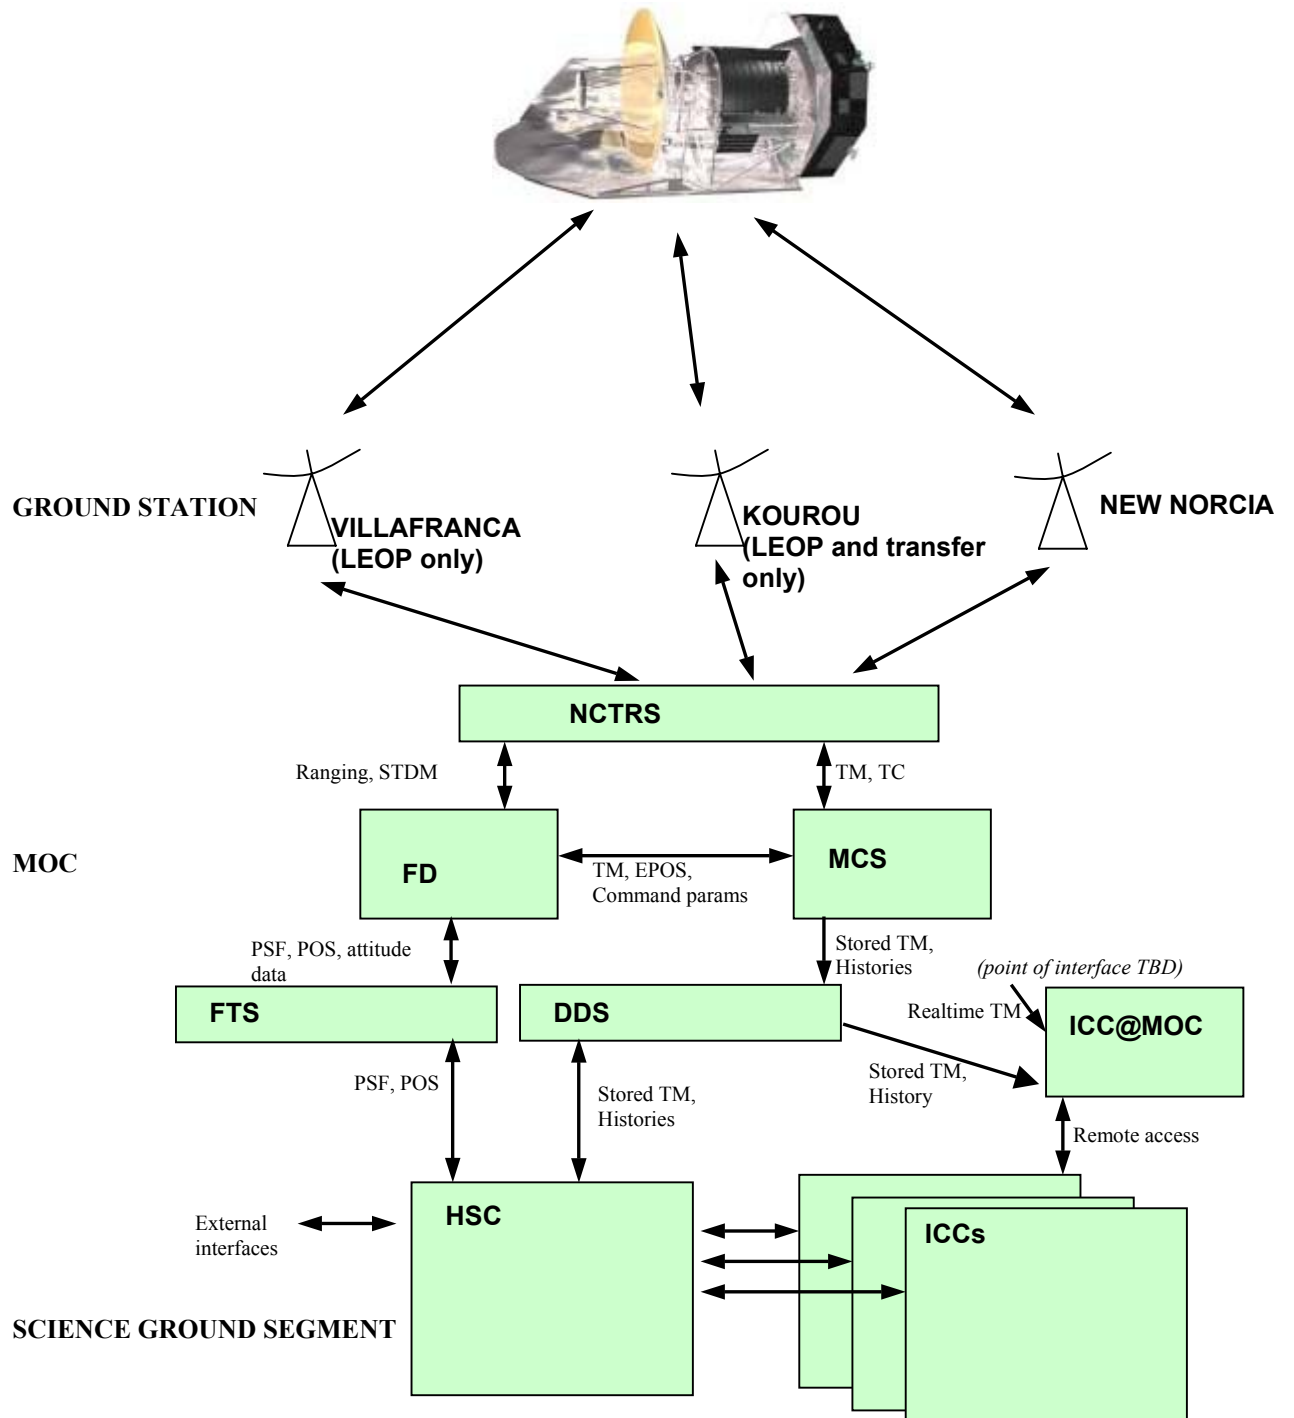 GROUND STATION
VILLAFRANCA
(LEOP only)
KOUROU
(LEOP and transfer
only)
NEW NORCIA
NCTRS
Ranging, STDM
TM, TC
MOC
FD
TM, EPOS,
Command params
MCS
PSF, POS, attitude
data
Stored TM,
Histories
(point of interface TBD)
FTS
DDS
Realtime TM
ICC@MOC
PSF, POS
Stored TM,
Histories
Stored TM,
History
Remote access
External
interfaces
HSC
ICCs
SCIENCE GROUND SEGMENT